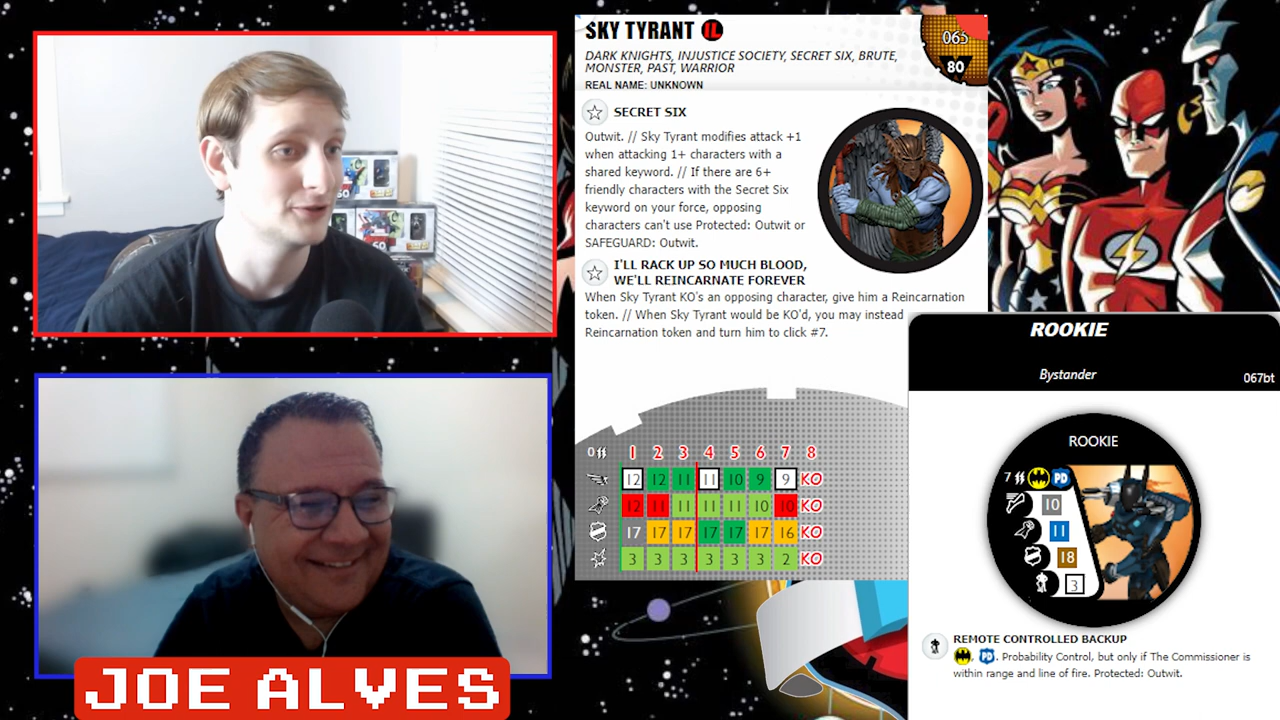 SKY TYRANT IL
065
80
DARK KNIGHTS, INJUSTICE SOCIETY, SECRET SIX, BRUTE,
MONSTER, PAST, WARRIOR
REAL NAME: UNKNOWN
SECRET SIX
Outwit. // Sky Tyrant modifies attack +1
when attacking 1+ characters with a
shared keyword. // If there are 6+
friendly characters with the Secret Six
keyword on your force, opposing
characters can't use Protected: Outwit or
SAFEGUARD: Outwit.
I'LL RACK UP SO MUCH BLOOD,
WE'LL REINCARNATE FOREVER
When Sky Tyrant KO's an opposing character, give him a Reincarnation
token. // When Sky Tyrant would be KO'd, you may instead
Reincarnation token and turn him to click #7.
0 1 2 3 4 5 6 7 8
12 12 11 11 10 9 9 KO
12 11 11 11 11 10 10 KO
17 17 17 17 17 17 16 KO
3 3 3 3 3 3 2 KO
ROOKIE
Bystander
067bt
ROOKIE
7 PD
10
11
18
3
REMOTE CONTROLLED BACKUP
PD. Probability Control, but only if The Commissioner is
within range and line of fire. Protected: Outwit.
60
60
JOE ALVES